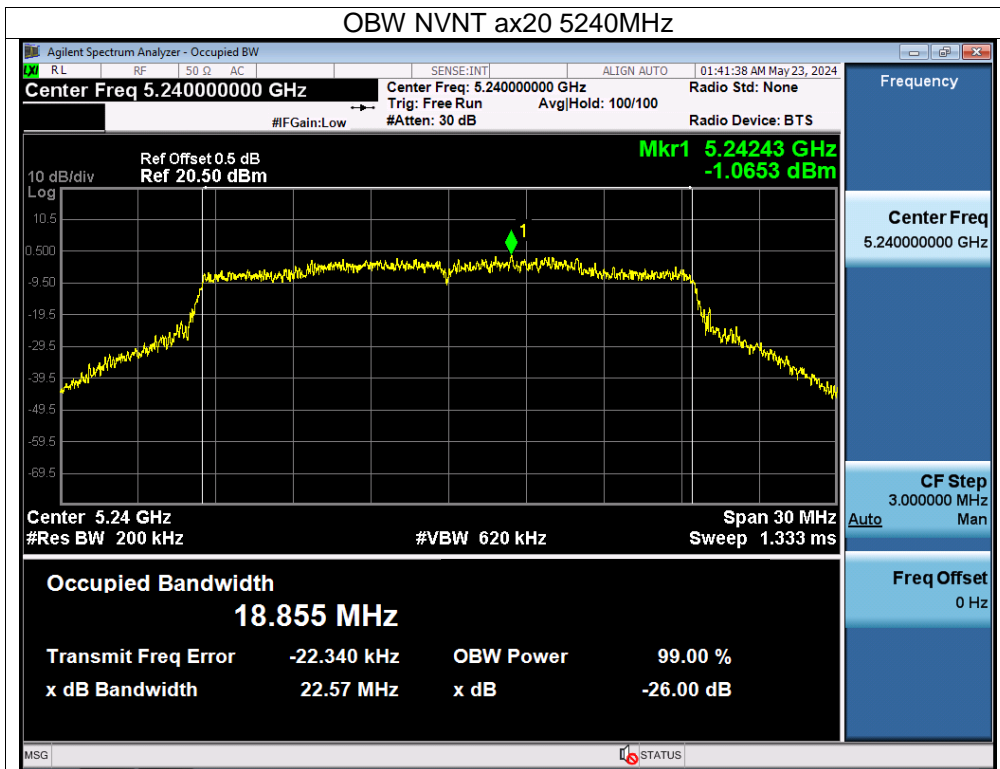 OBW NVNT ax20 5240MHz
Agilent Spectrum Analyzer - Occupied BW
LXI RL RF 50 Ω AC SENSE:INT ALIGN AUTO 01:41:38 AM May 23, 2024
Center Freq 5.240000000 GHz
Center Freq: 5.240000000 GHz Radio Std: None
Trig: Free Run Avg|Hold: 100/100
#IFGain:Low #Atten: 30 dB Radio Device: BTS
Frequency
Mkr1 5.24243 GHz
-1.0653 dBm
Ref Offset 0.5 dB
10 dB/div Ref 20.50 dBm
Log
10.5
0.500
-9.50
-19.5
-29.5
-39.5
-49.5
-59.5
-69.5
1
Center Freq
5.240000000 GHz
CF Step
3.000000 MHz
Auto Man
Freq Offset
0 Hz
Center 5.24 GHz Span 30 MHz
#Res BW 200 kHz #VBW 620 kHz Sweep 1.333 ms
Occupied Bandwidth
18.855 MHz
Transmit Freq Error -22.340 kHz OBW Power 99.00 %
x dB Bandwidth 22.57 MHz x dB -26.00 dB
MSG STATUS